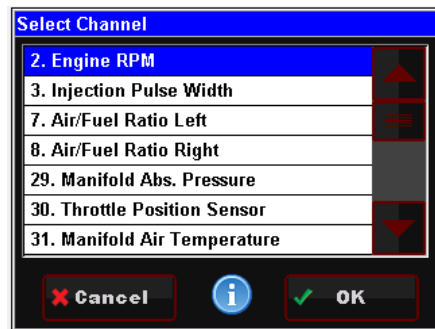 Select Channel
2. Engine RPM
3. Injection Pulse Width
7. Air/Fuel Ratio Left
8. Air/Fuel Ratio Right
29. Manifold Abs. Pressure
30. Throttle Position Sensor
31. Manifold Air Temperature
Cancel i OK